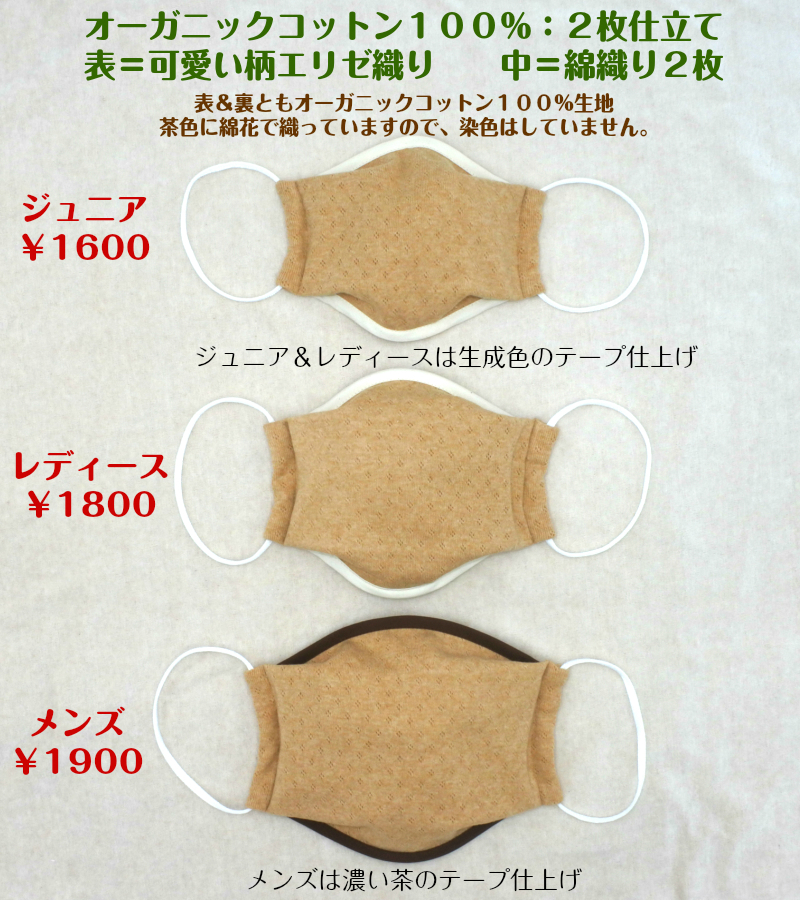 オーガニックコットン１００％：２枚仕立て
表＝可愛い柄エリゼ織り　　中＝綿織り２枚
表＆裏ともオーガニックコットン１００％生地
茶色に綿花で織っていますので、染色はしていません。
ジュニア
￥1600
ジュニア＆レディースは生成色のテープ仕上げ
レディース
￥1800
メンズ
￥1900
メンズは濃い茶のテープ仕上げ